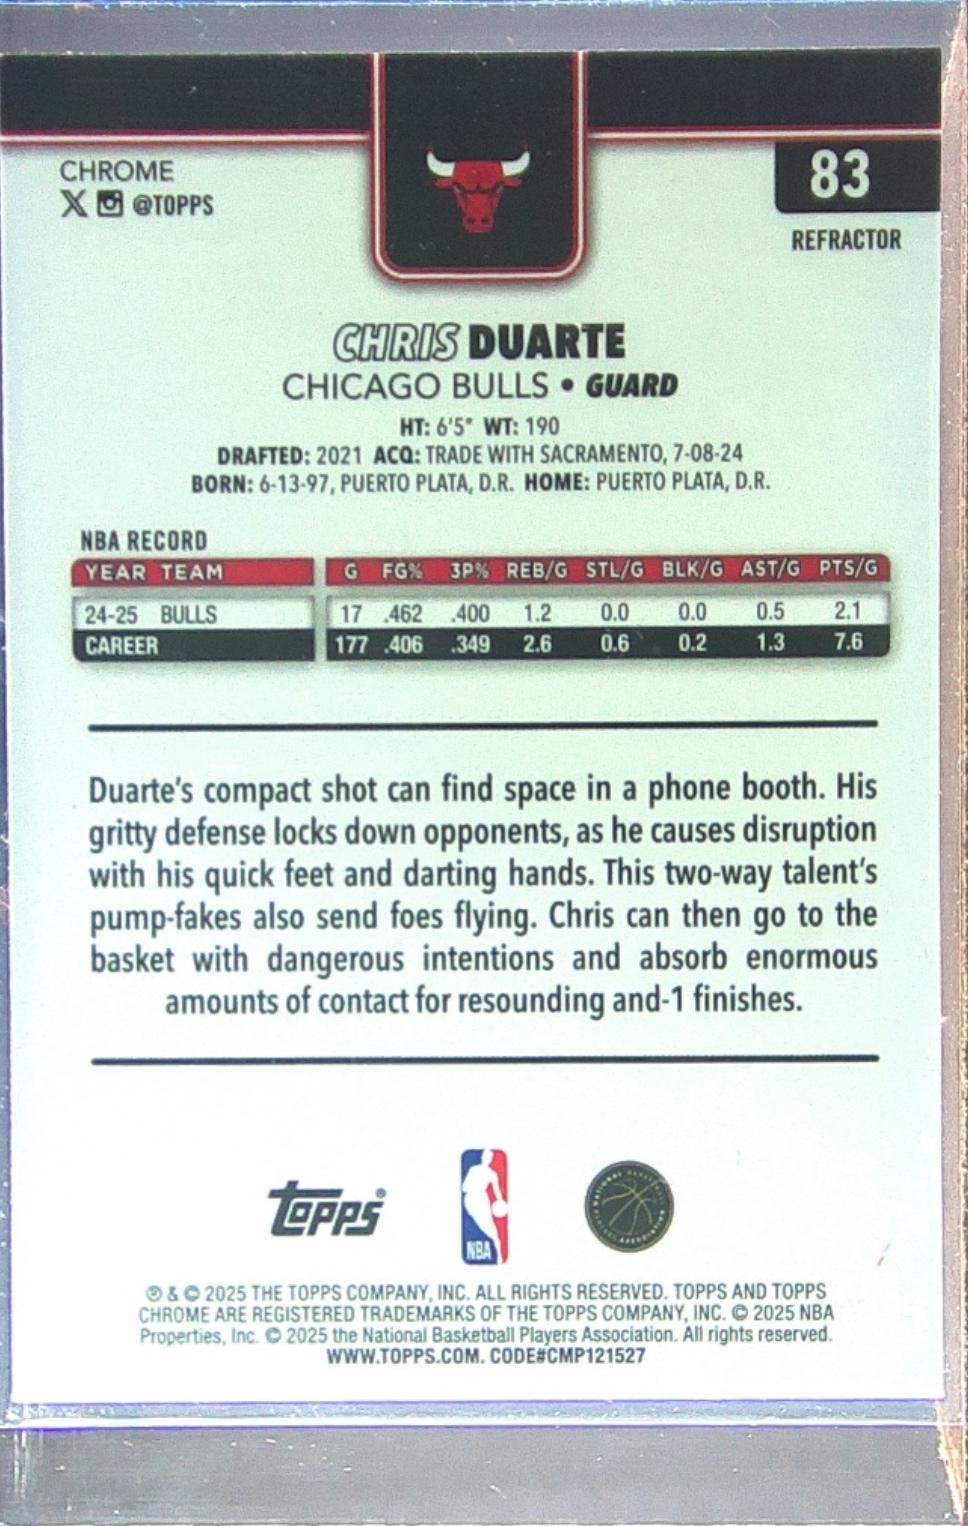 CHROME
83
𝕏 @TOPPS
REFRACTOR
CHRIS DUARTE
CHICAGO BULLS • GUARD
HT: 6'5" WT: 190
DRAFTED: 2021 ACQ: TRADE WITH SACRAMENTO, 7-08-24
BORN: 6-13-97, PUERTO PLATA, D.R. HOME: PUERTO PLATA, D.R.
NBA RECORD
YEAR TEAM G FG% 3P% REB/G STL/G BLK/G AST/G PTS/G
24-25 BULLS 17 .462 .400 1.2 0.0 0.0 0.5 2.1
CAREER 177 .406 .349 2.6 0.6 0.2 1.3 7.6
Duarte's compact shot can find space in a phone booth. His
gritty defense locks down opponents, as he causes disruption
with his quick feet and darting hands. This two-way talent's
pump-fakes also send foes flying. Chris can then go to the
basket with dangerous intentions and absorb enormous
amounts of contact for resounding and-1 finishes.
Topps®
NBA
℗ & © 2025 THE TOPPS COMPANY, INC. ALL RIGHTS RESERVED. TOPPS AND TOPPS
CHROME ARE REGISTERED TRADEMARKS OF THE TOPPS COMPANY, INC. © 2025 NBA
Properties, Inc. © 2025 the National Basketball Players Association. All rights reserved.
WWW.TOPPS.COM. CODE#CMP121527